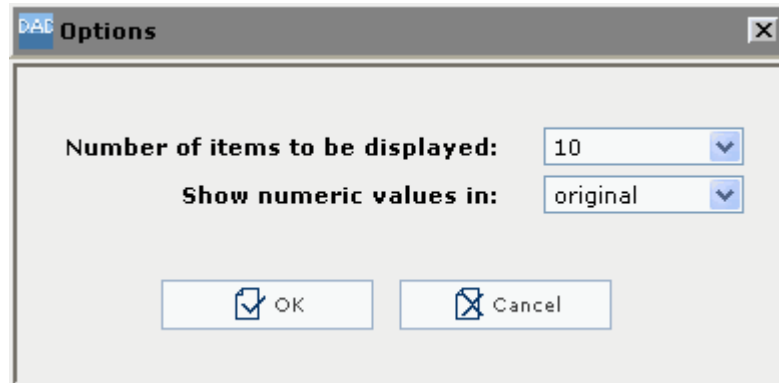 DAD Options
Number of items to be displayed: 10
Show numeric values in: original
OK Cancel